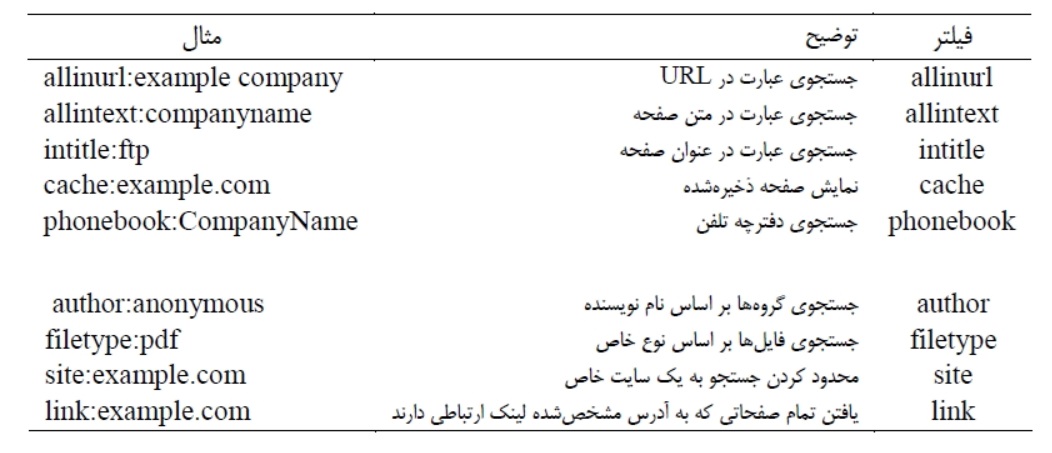 فیلتر توضیح مثال
allinurl جستجوی عبارت در URL allinurl:example company
allintext جستجوی عبارت در متن صفحه allintext:companyname
intitle جستجوی عبارت در عنوان صفحه intitle:ftp
cache نمایش صفحه ذخیره‌شده cache:example.com
phonebook جستجوی دفترچه تلفن phonebook:CompanyName
author جستجوی گروه‌ها بر اساس نام نویسنده author:anonymous
filetype جستجوی فایل‌ها بر اساس نوع خاص filetype:pdf
site محدود کردن جستجو به یک سایت خاص site:example.com
link یافتن تمام صفحاتی که به آدرس مشخص‌شده لینک ارتباطی دارند link:example.com